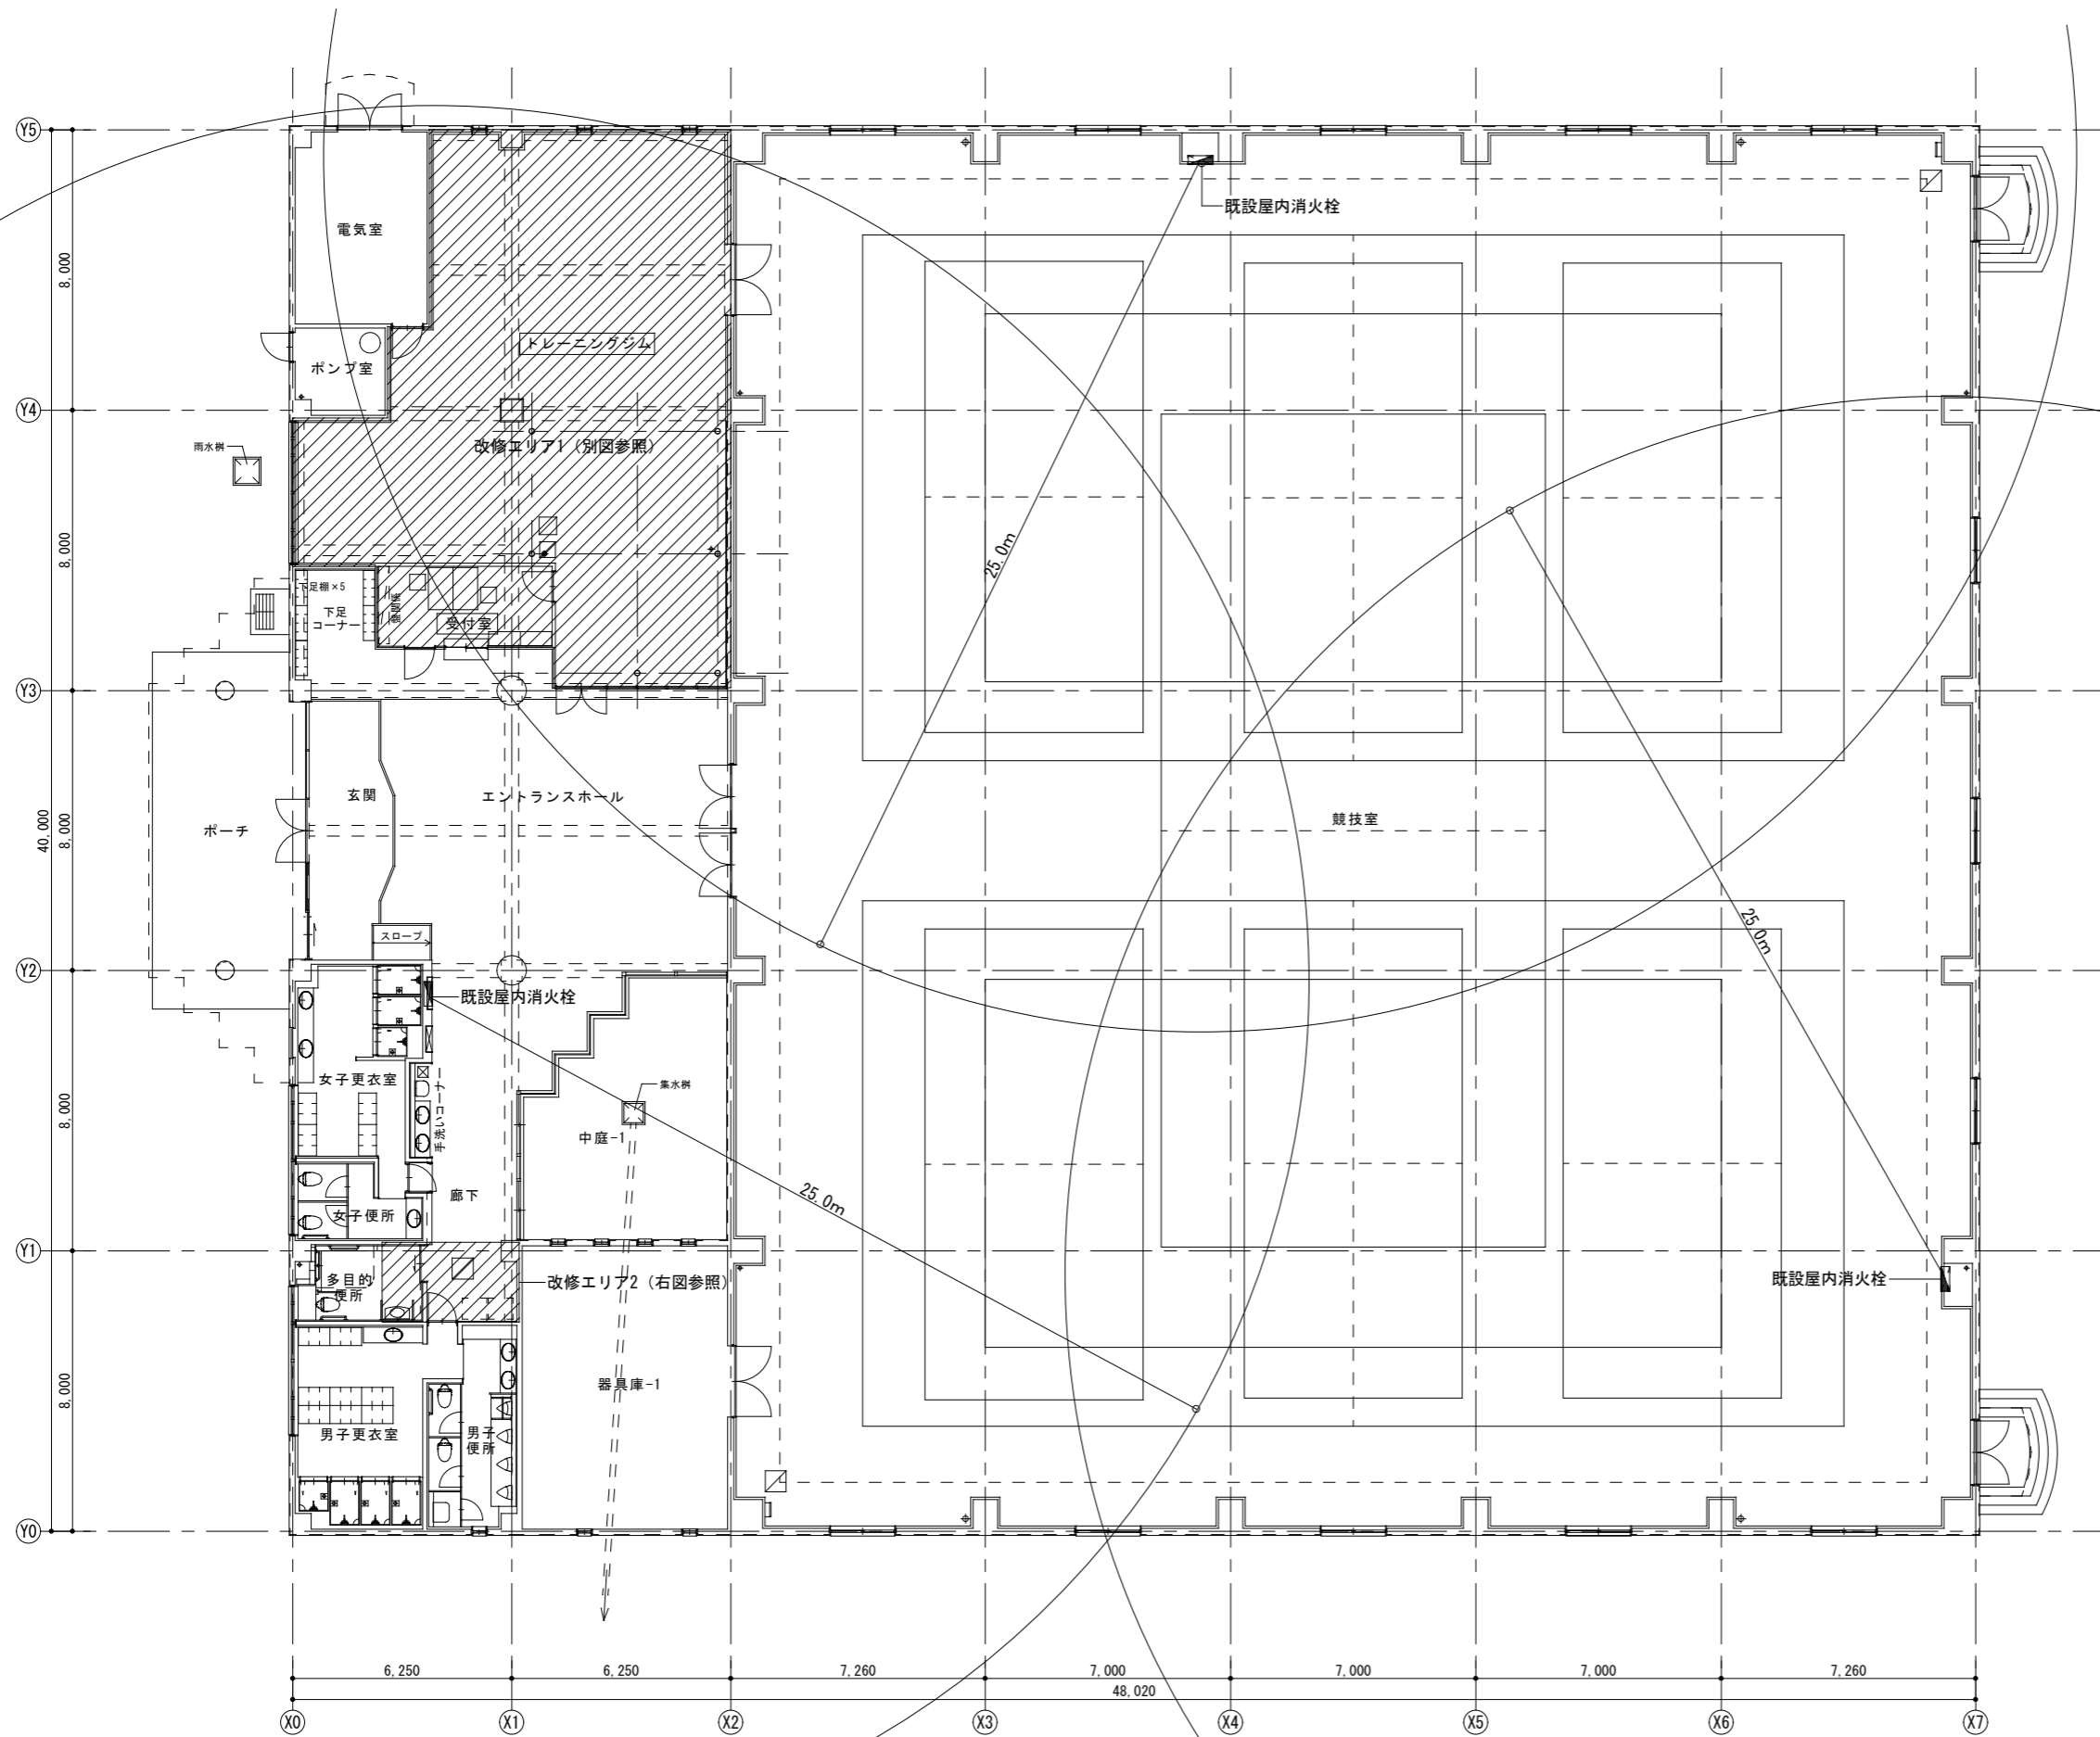 Y5
電気室
既設屋内消火栓
8,000
トレーニングジム
ポンプ室
Y4
改修エリア1（別図参照）
雨水桝
8,000
25.0m
下足棚×5
下足
コーナー
受付室
Y3
玄関
エントランスホール
ポーチ
競技室
40,000
8,000
スロープ
25.0m
Y2
既設屋内消火栓
女子更衣室
手洗いコーナー
集水桝
中庭-1
8,000
廊下
女子便所
25.0m
Y1
多目的
便所
改修エリア2（右図参照）
既設屋内消火栓
器具庫-1
8,000
男子更衣室
男子
便所
Y0
6,250
6,250
7,260
7,000
7,000
7,000
7,260
48,020
X0
X1
X2
X3
X4
X5
X6
X7